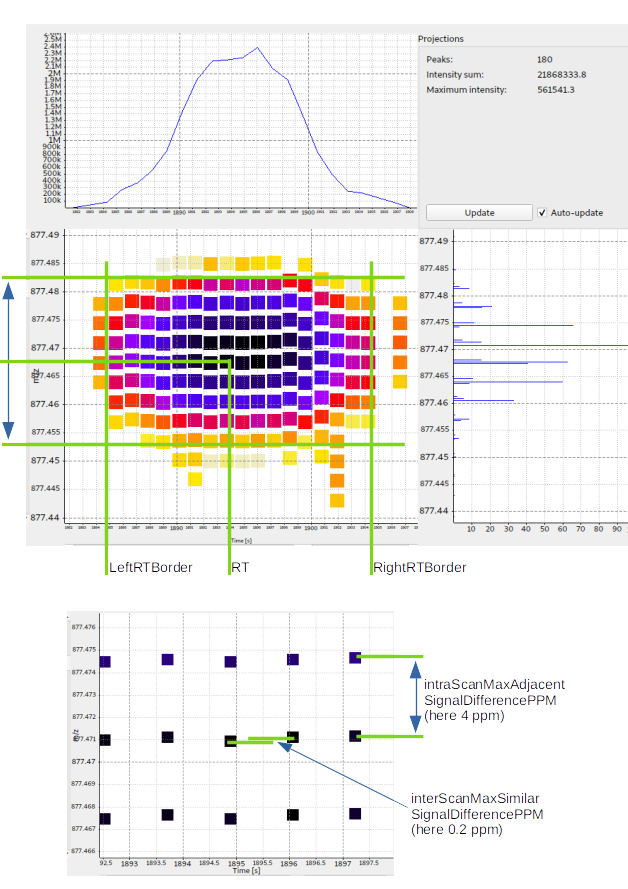 Projections
Peaks: 180
Intensity sum: 21868333.8
Maximum intensity: 561541.3
Update
Auto-update
2.5M
2.4M
2.3M
2.2M
2.1M
2M
1.9M
1.8M
1.7M
1.6M
1.5M
1.4M
1.3M
1.2M
1.1M
1M
900k
800k
700k
600k
500k
400k
300k
200k
100k
1890
1900
877.49
877.485
877.48
877.475
877.47
877.465
877.46
877.455
877.45
877.445
877.44
m/z
1890
1900
Time [s]
877.49
877.485
877.48
877.475
877.47
877.465
877.46
877.455
877.45
877.445
877.44
10 20 30 40 50 60 70 80 90
LeftRTBorder
RT
RightRTBorder
877.476
877.475
877.474
877.473
877.472
877.471
877.47
877.469
877.468
877.467
877.466
m/z
92.5 1893 1893.5 1894 1894.5 1895 1895.5 1896 1896.5 1897 1897.5
Time [s]
intraScanMaxAdjacent
SignalDifferencePPM
(here 4 ppm)
interScanMaxSimilar
SignalDifferencePPM
(here 0.2 ppm)